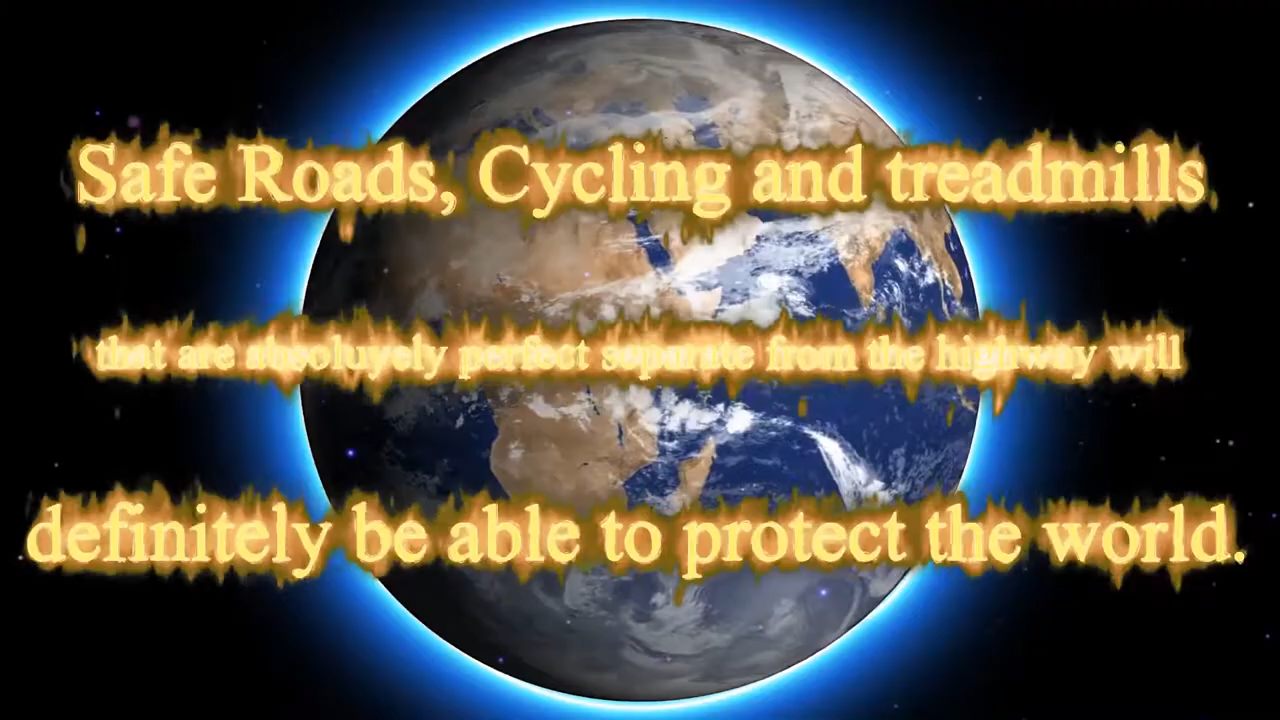 Safe Roads, Cycling and treadmills
that are absoluyely perfect separate from the highway will
definitely be able to protect the world.